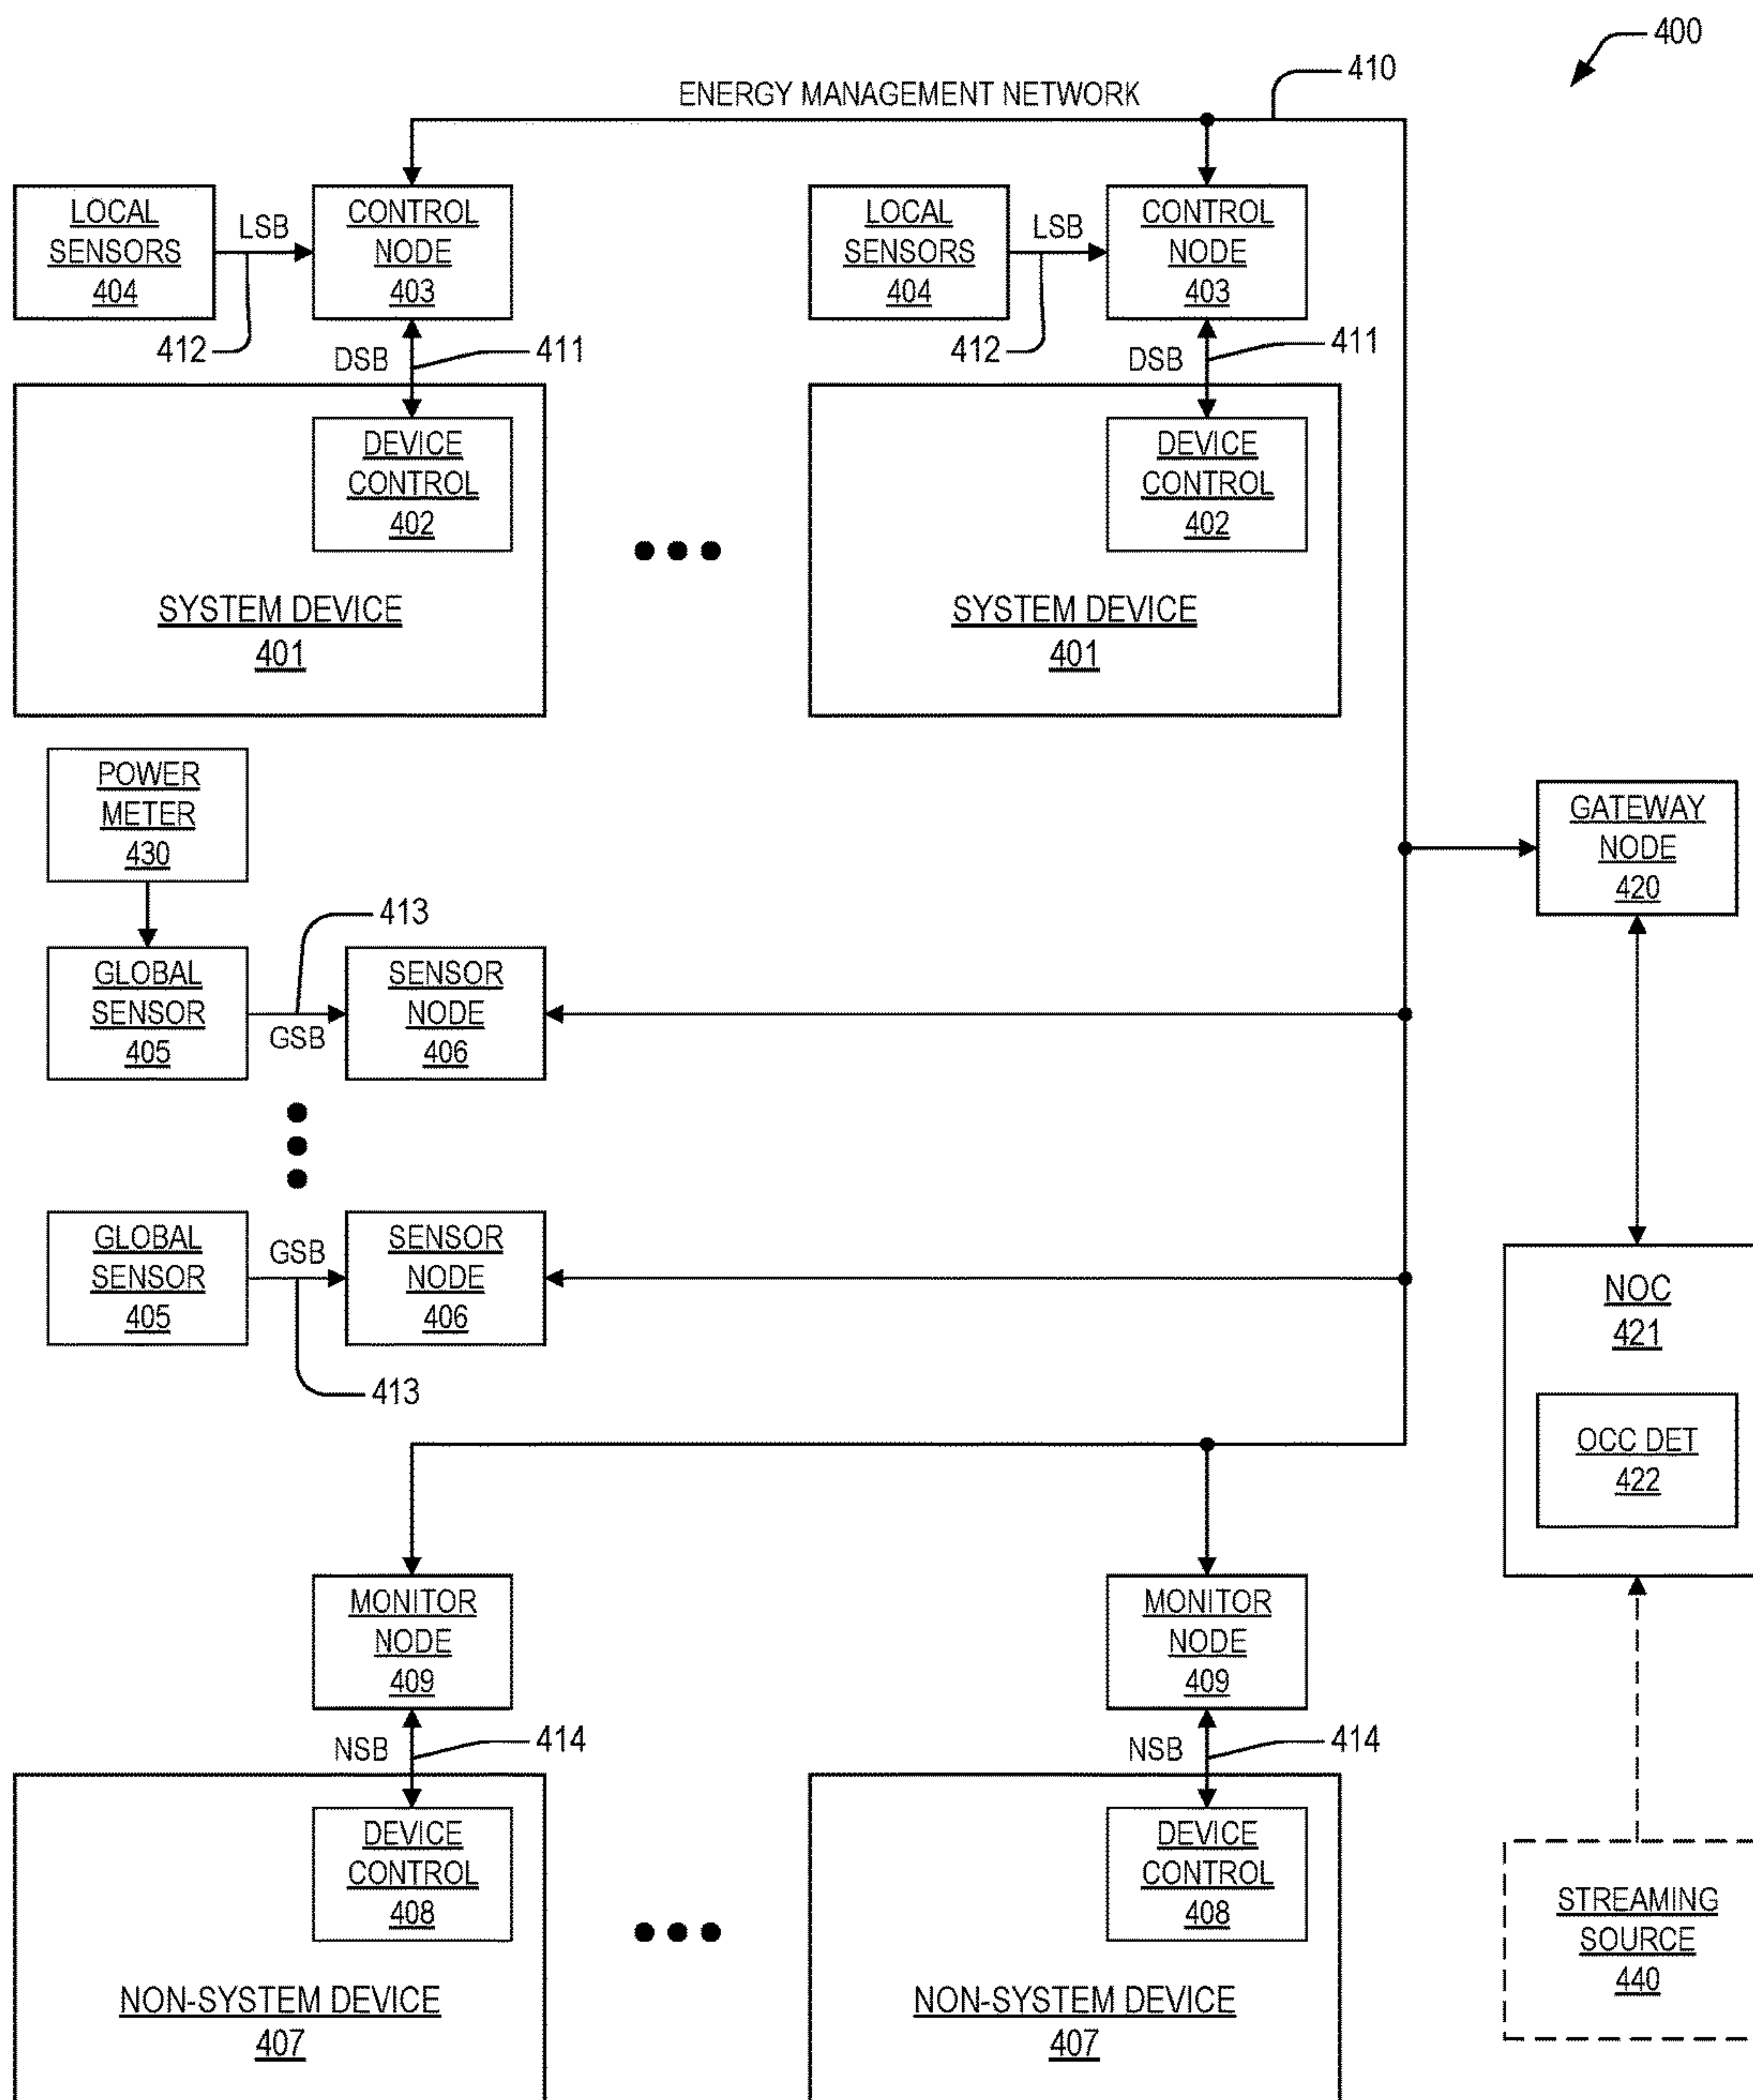 400
410
ENERGY MANAGEMENT NETWORK
LOCAL
SENSORS
404
LSB
CONTROL
NODE
403
LOCAL
SENSORS
404
LSB
CONTROL
NODE
403
412
DSB
411
412
DSB
411
DEVICE
CONTROL
402
SYSTEM DEVICE
401
DEVICE
CONTROL
402
SYSTEM DEVICE
401
POWER
METER
430
GATEWAY
NODE
420
413
GLOBAL
SENSOR
405
GSB
SENSOR
NODE
406
GLOBAL
SENSOR
405
GSB
SENSOR
NODE
406
413
NOC
421
OCC DET
422
MONITOR
NODE
409
MONITOR
NODE
409
NSB
414
NSB
414
DEVICE
CONTROL
408
NON-SYSTEM DEVICE
407
DEVICE
CONTROL
408
NON-SYSTEM DEVICE
407
STREAMING
SOURCE
440